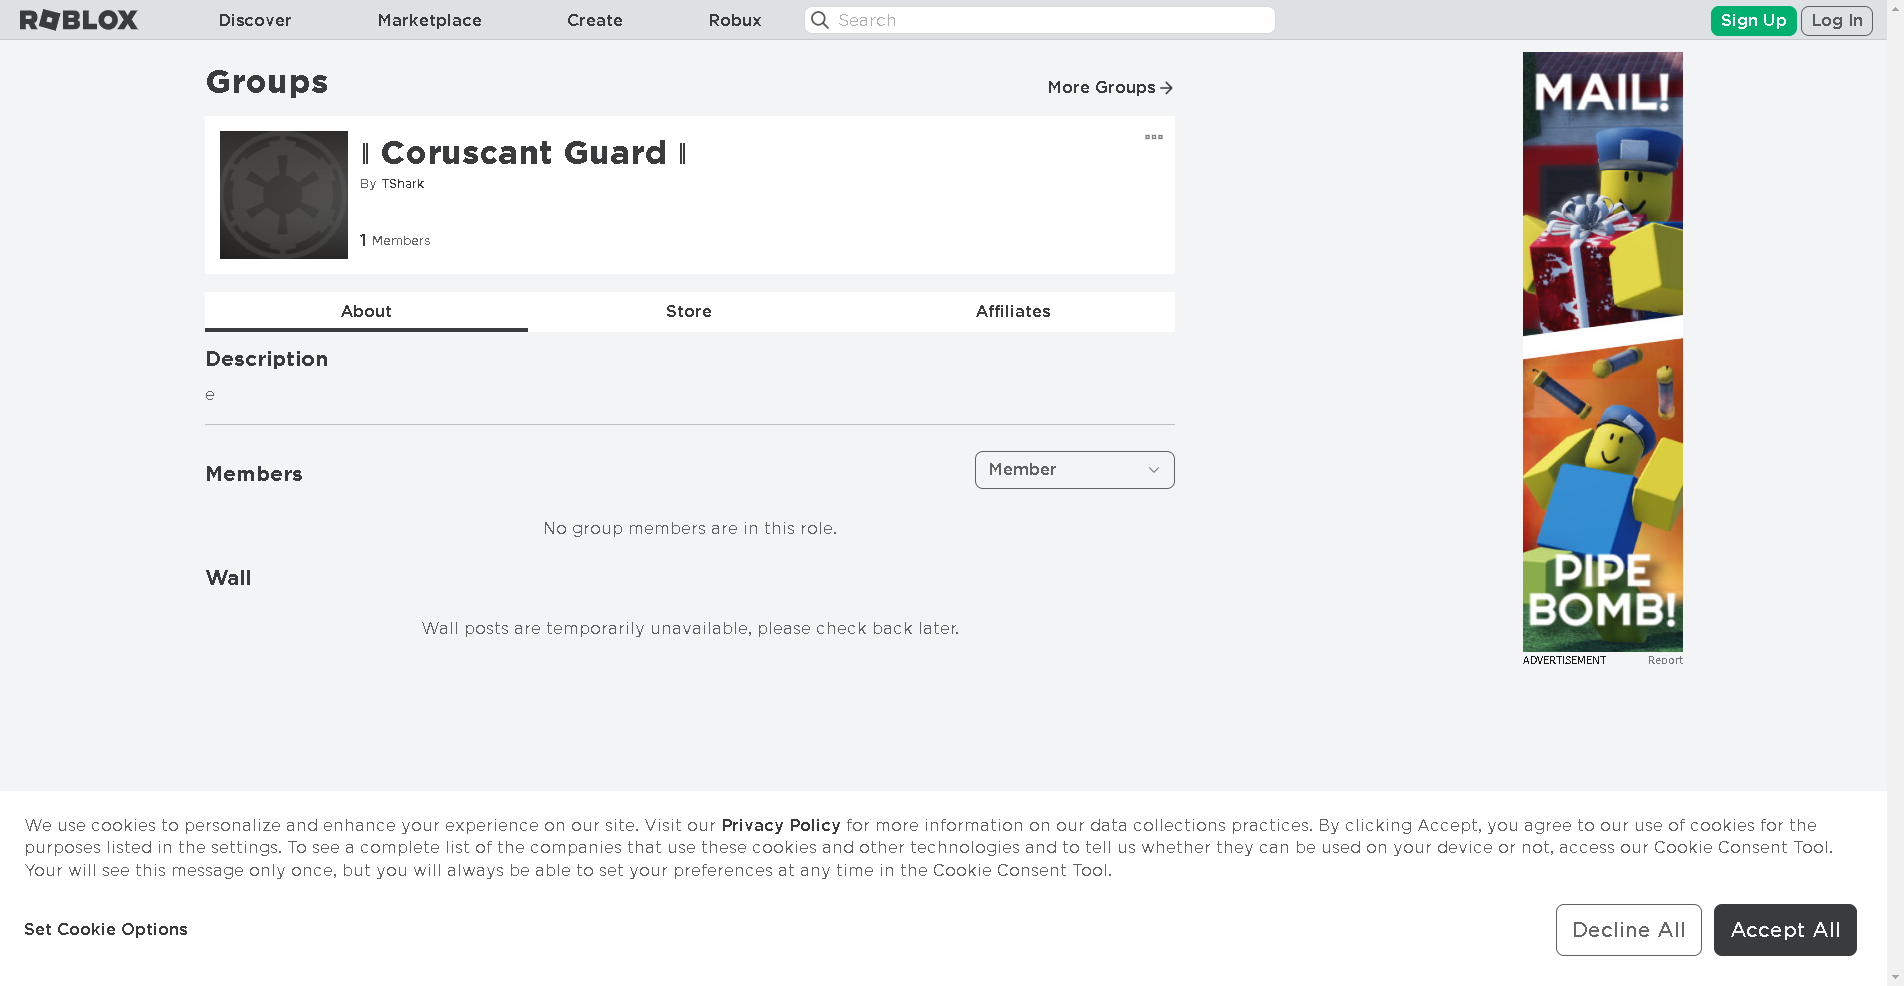 ROBLOX Discover Marketplace Create Robux Search Sign Up Log In
Groups
More Groups
|| Coruscant Guard ||
By TShark
1 Members
About Store Affiliates
Description
e
Members
Member
No group members are in this role.
Wall
Wall posts are temporarily unavailable, please check back later.
MAIL!
PIPE
BOMB!
ADVERTISEMENT Report
We use cookies to personalize and enhance your experience on our site. Visit our Privacy Policy for more information on our data collections practices. By clicking Accept, you agree to our use of cookies for the
purposes listed in the settings. To see a complete list of the companies that use these cookies and other technologies and to tell us whether they can be used on your device or not, access our Cookie Consent Tool.
Your will see this message only once, but you will always be able to set your preferences at any time in the Cookie Consent Tool.
Set Cookie Options
Decline All Accept All